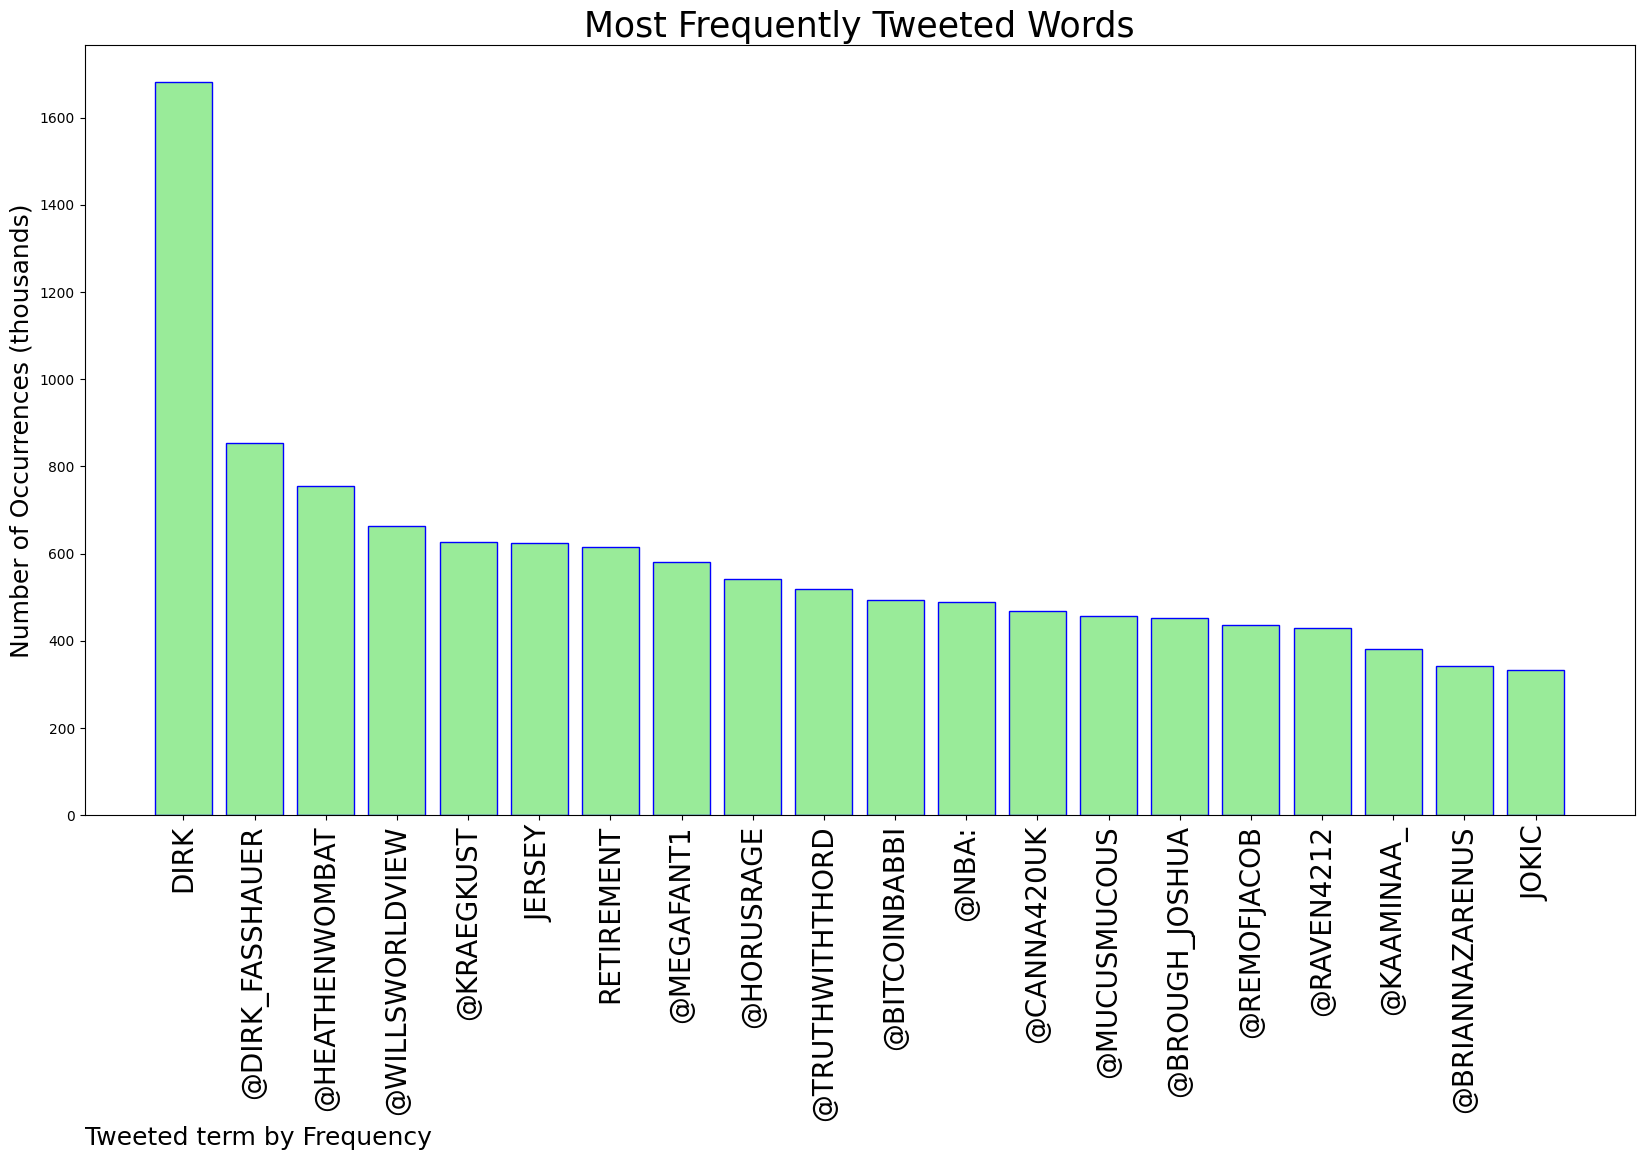 Most Frequently Tweeted Words
Number of Occurrences (thousands)
1600
1400
1200
1000
800
600
400
200
0
DIRK
@DIRK_FASSHAUER
@HEATHENWOMBAT
@WILLSWORLDVIEW
@KRAEGKUST
JERSEY
RETIREMENT
@MEGAFANT1
@HORUSRAGE
@TRUTHWITHTHORD
@BITCOINBABBI
@NBA:
@CANNA420UK
@MUCUSMUCOUS
@BROUGH_JOSHUA
@REMOFJACOB
@RAVEN4212
@KAAMINAA_
@BRIANNAZARENUS
JOKIC
Tweeted term by Frequency